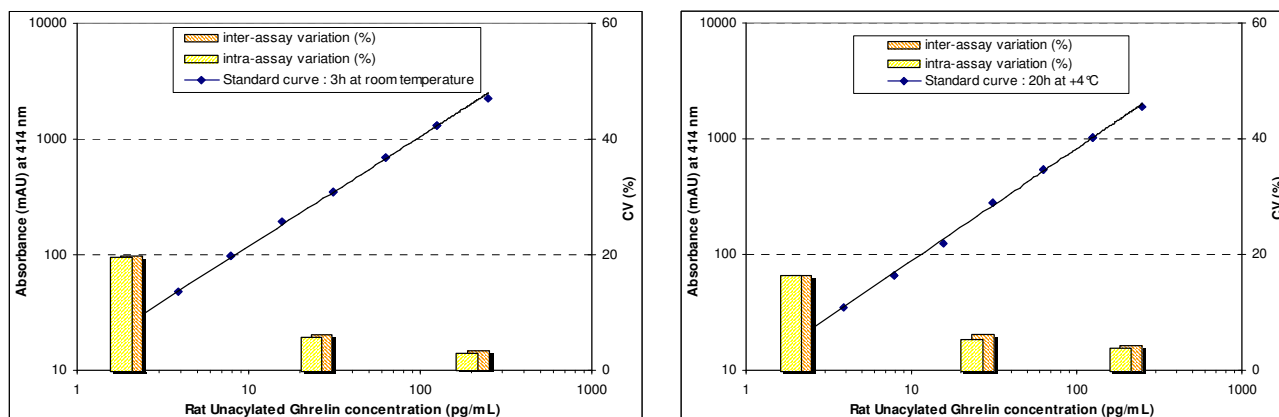 10000
1000
100
10
Absorbance (mAU) at 414 nm
inter-assay variation (%)
intra-assay variation (%)
Standard curve : 3h at room temperature
60
40
20
0
CV (%)
1
10
100
1000
Rat Unacylated Ghrelin concentration (pg/mL)
10000
1000
100
10
Absorbance (mAU) at 414 nm
inter-assay variation (%)
intra-assay variation (%)
Standard curve : 20h at +4°C
60
40
20
0
CV (%)
1
10
100
1000
Rat Unacylated Ghrelin concentration (pg/mL)